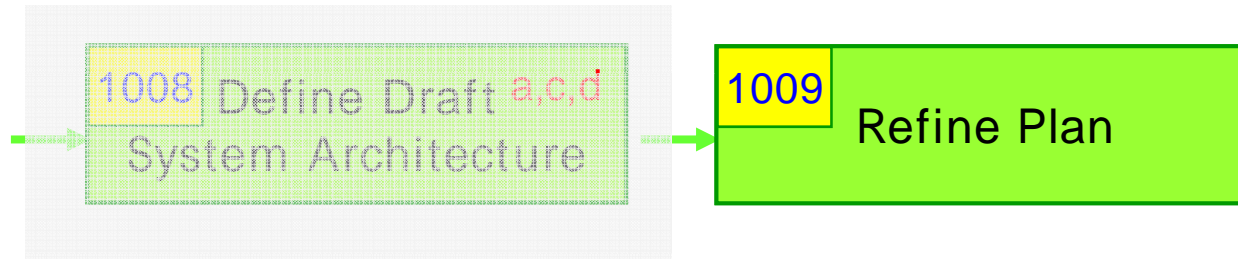 1008
Define Draft a,c,d
System Architecture
1009
Refine Plan